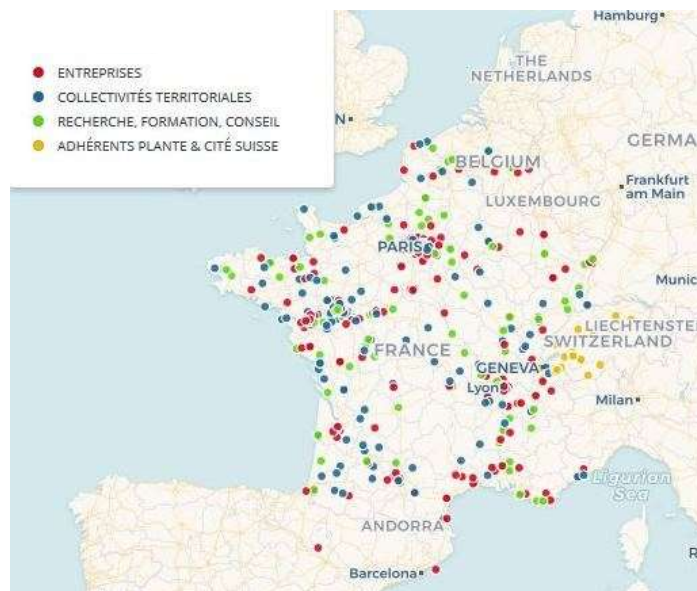 Hamburg
ENTREPRISES
COLLECTIVITÉS TERRITORIALES
RECHERCHE, FORMATION, CONSEIL
ADHÉRENTS PLANTE & CITÉ SUISSE
THE
NETHERLANDS
N
GERMA
BELGIUM
Frankfurt
am Main
LUXEMBOURG
PARIS
Munic
LIECHTENSTE
SWITZERLAND
FRANCE
GENEVA
Lyon
Milan
Ligurian
Sea
ANDORRA
R
Barcelona